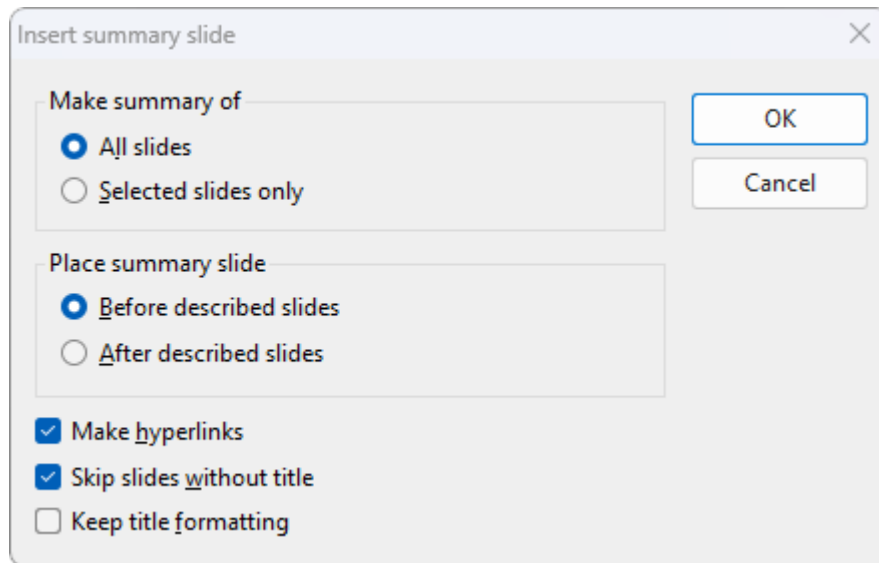 Insert summary slide
Make summary of
All slides
Selected slides only
OK
Cancel
Place summary slide
Before described slides
After described slides
Make hyperlinks
Skip slides without title
Keep title formatting